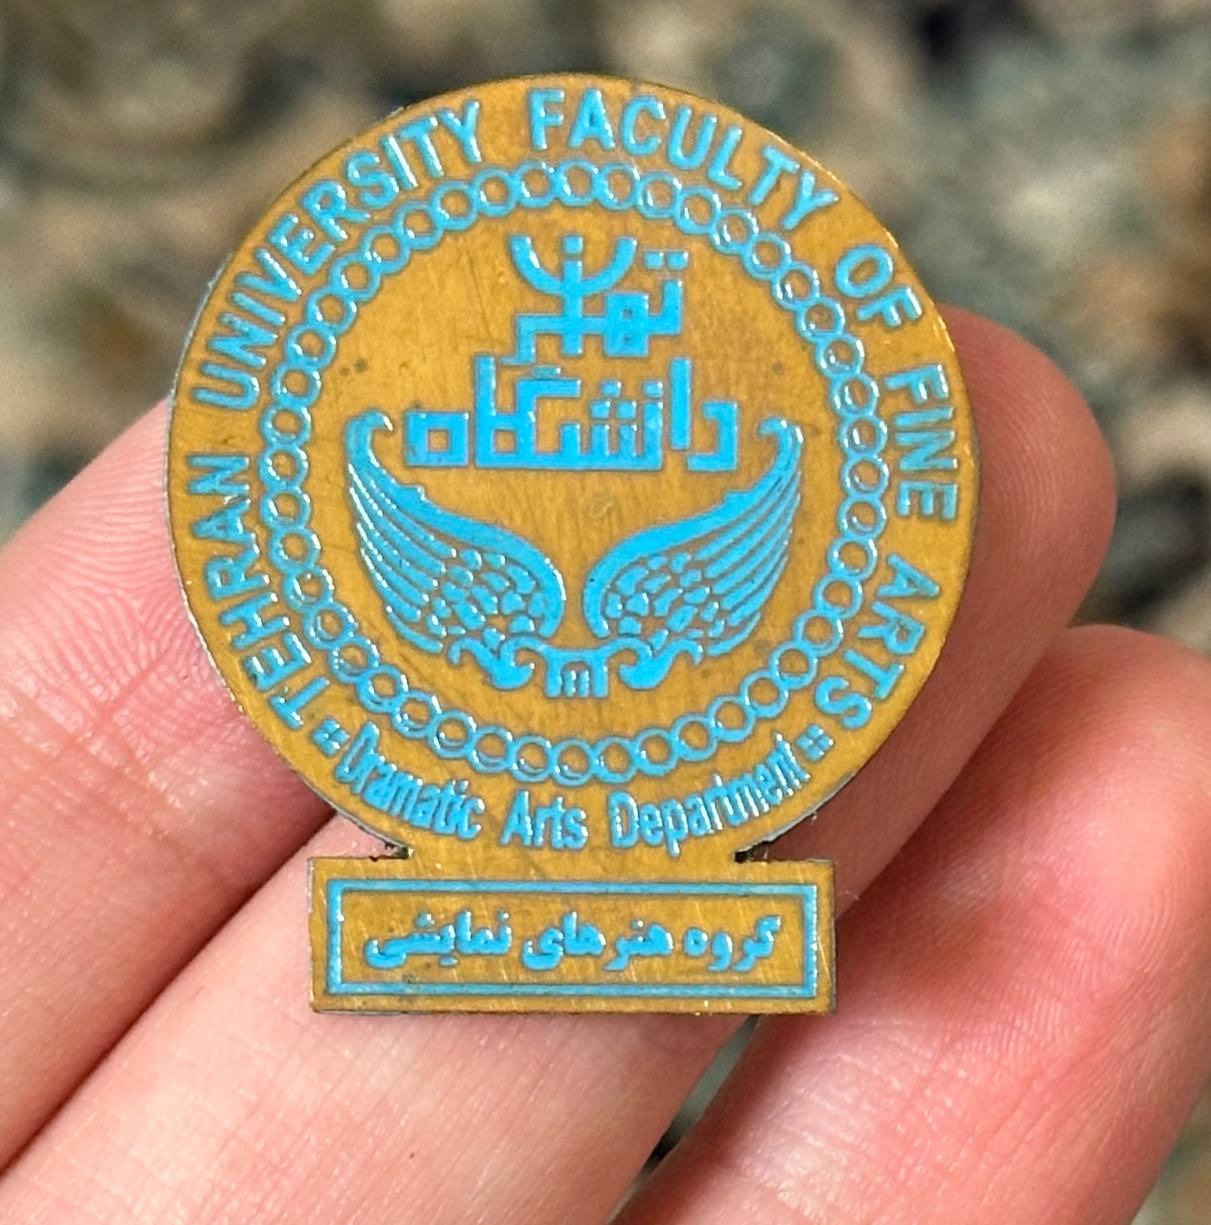 TEHRAN UNIVERSITY FACULTY OF FINE ARTS
تهران
دانشگاه
"Dramatic Arts Department"
گروه هنرهای نمایشی